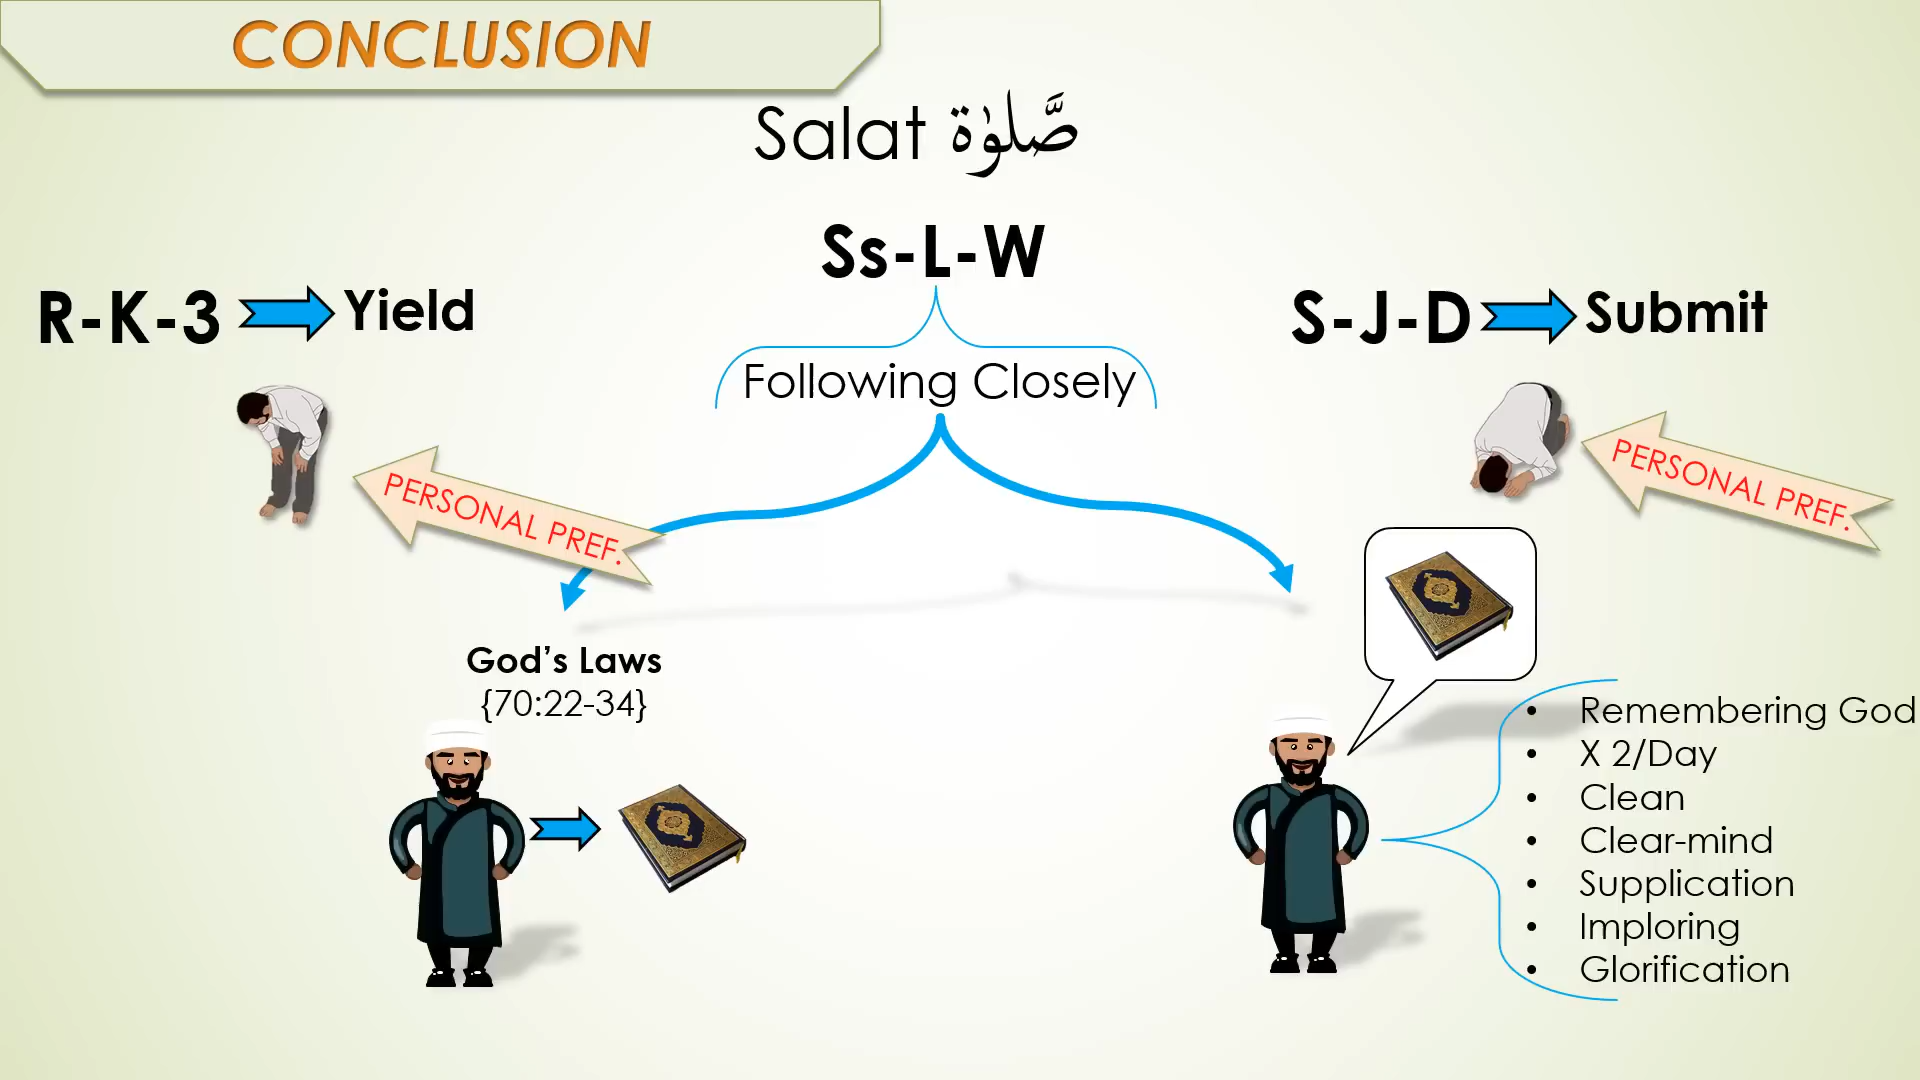 CONCLUSION
Salat صَّلَوٰة
Ss-L-W
R-K-3
Yield
S-J-D
Submit
Following Closely
PERSONAL PREF.
PERSONAL PREF.
God’s Laws
{70:22-34}
• Remembering God
• X 2/Day
• Clean
• Clear-mind
• Supplication
• Imploring
• Glorification